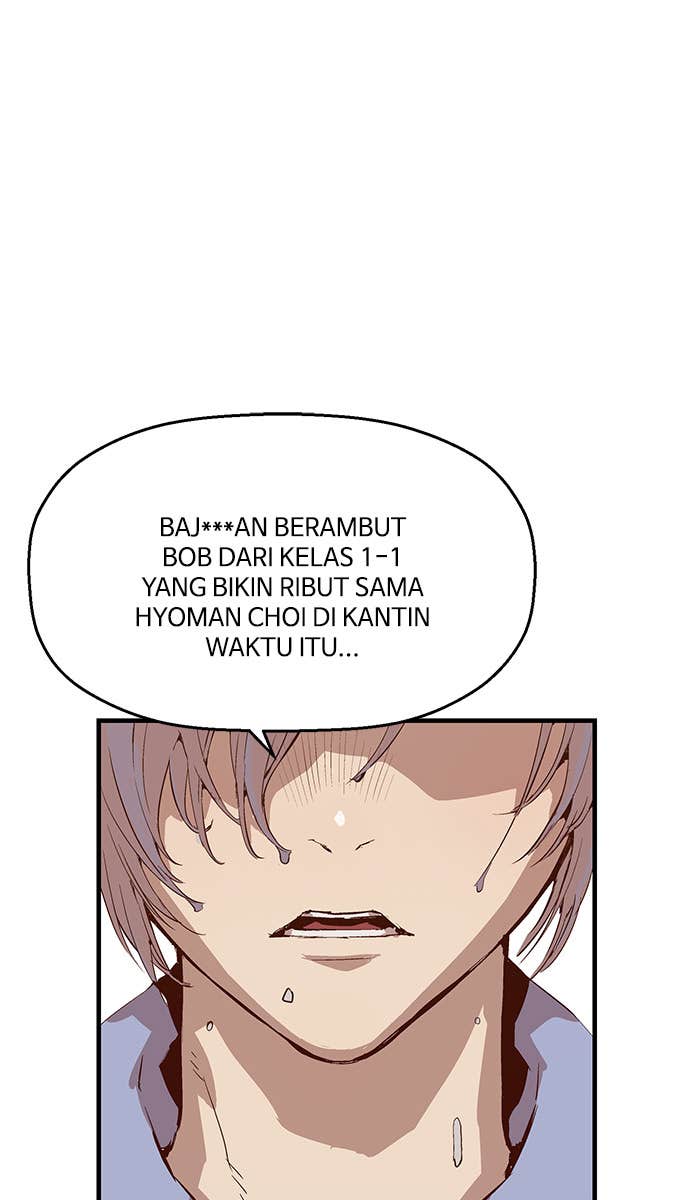 BAJ***AN BERAMBUT
BOB DARI KELAS 1-1
YANG BIKIN RIBUT SAMA
HYOMAN CHOI DI KANTIN
WAKTU ITU...